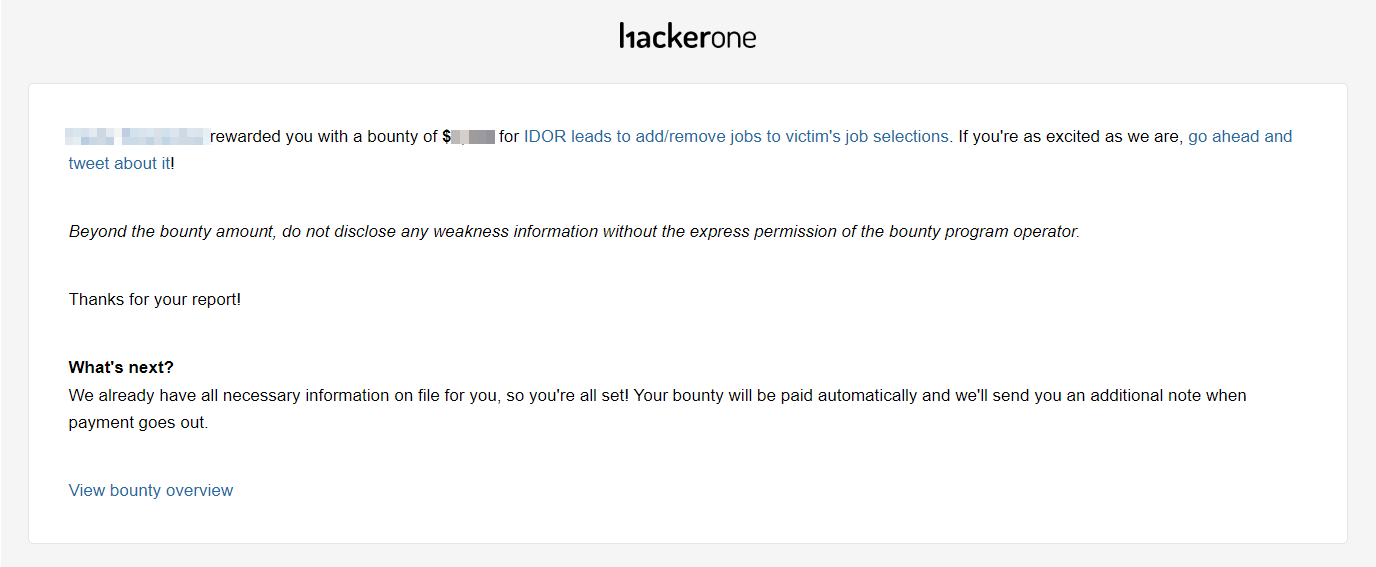 hackerone
rewarded you with a bounty of $ for IDOR leads to add/remove jobs to victim's job selections. If you're as excited as we are, go ahead and
tweet about it!
Beyond the bounty amount, do not disclose any weakness information without the express permission of the bounty program operator.
Thanks for your report!
What's next?
We already have all necessary information on file for you, so you're all set! Your bounty will be paid automatically and we'll send you an additional note when
payment goes out.
View bounty overview